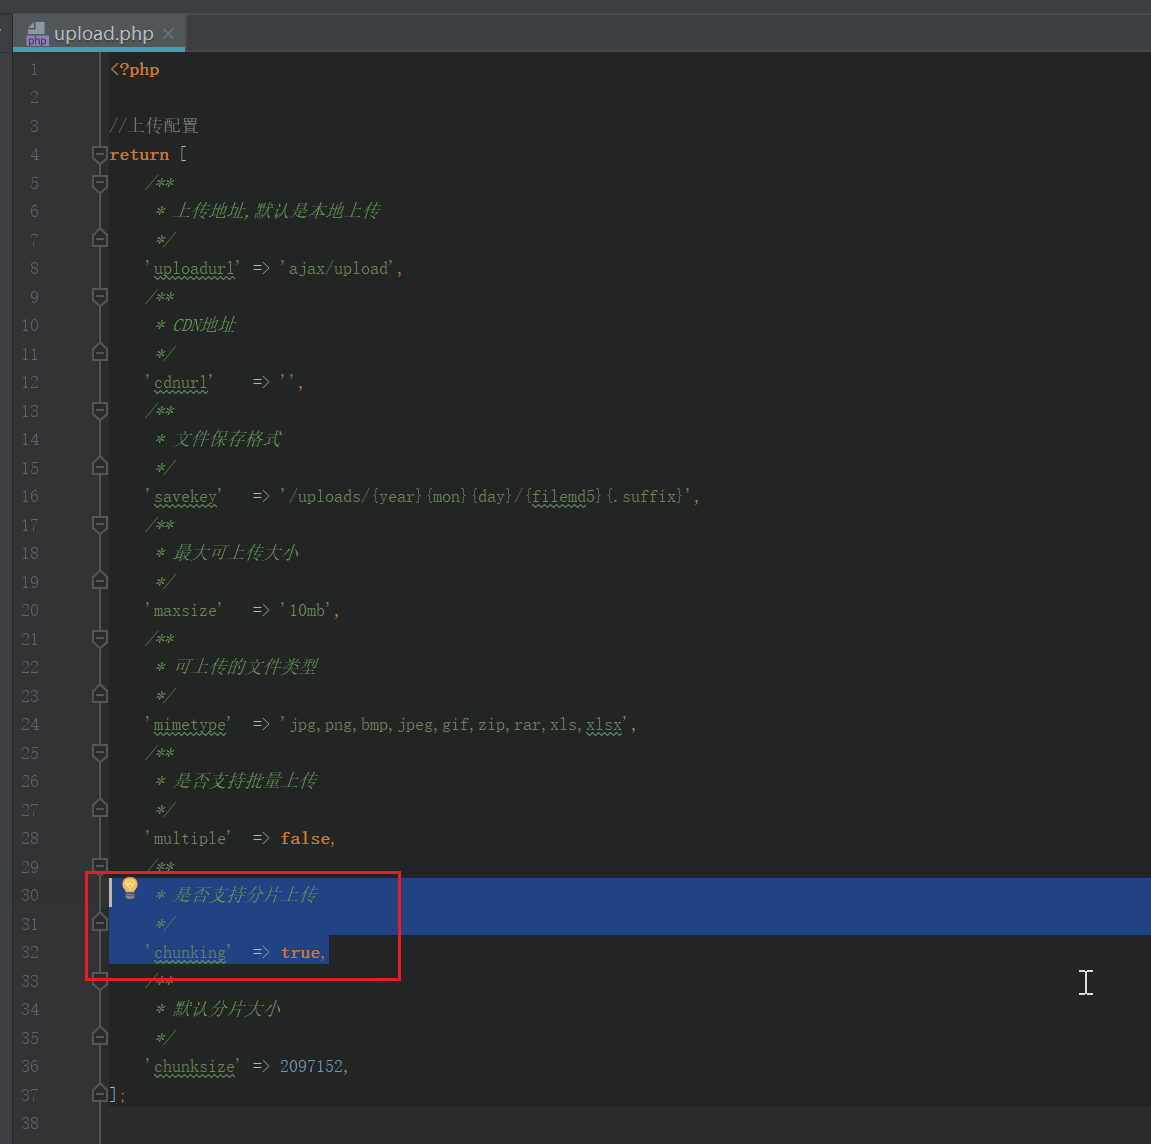 upload.php
1 <?php
2
3 //上传配置
4 return [
5 /**
6 * 上传地址,默认是本地上传
7 */
8 'uploadurl' => 'ajax/upload',
9 /**
10 * CDN地址
11 */
12 'cdnurl' => '',
13 /**
14 * 文件保存格式
15 */
16 'savekey' => '/uploads/{year}{mon}{day}/{filemd5}{.suffix}',
17 /**
18 * 最大可上传大小
19 */
20 'maxsize' => '10mb',
21 /**
22 * 可上传的文件类型
23 */
24 'mimetype' => 'jpg,png,bmp,jpeg,gif,zip,rar,xls,xlsx',
25 /**
26 * 是否支持批量上传
27 */
28 'multiple' => false,
29 /**
30 * 是否支持分片上传
31 */
32 'chunking' => true,
33 /**
34 * 默认分片大小
35 */
36 'chunksize' => 2097152,
37 ];
38